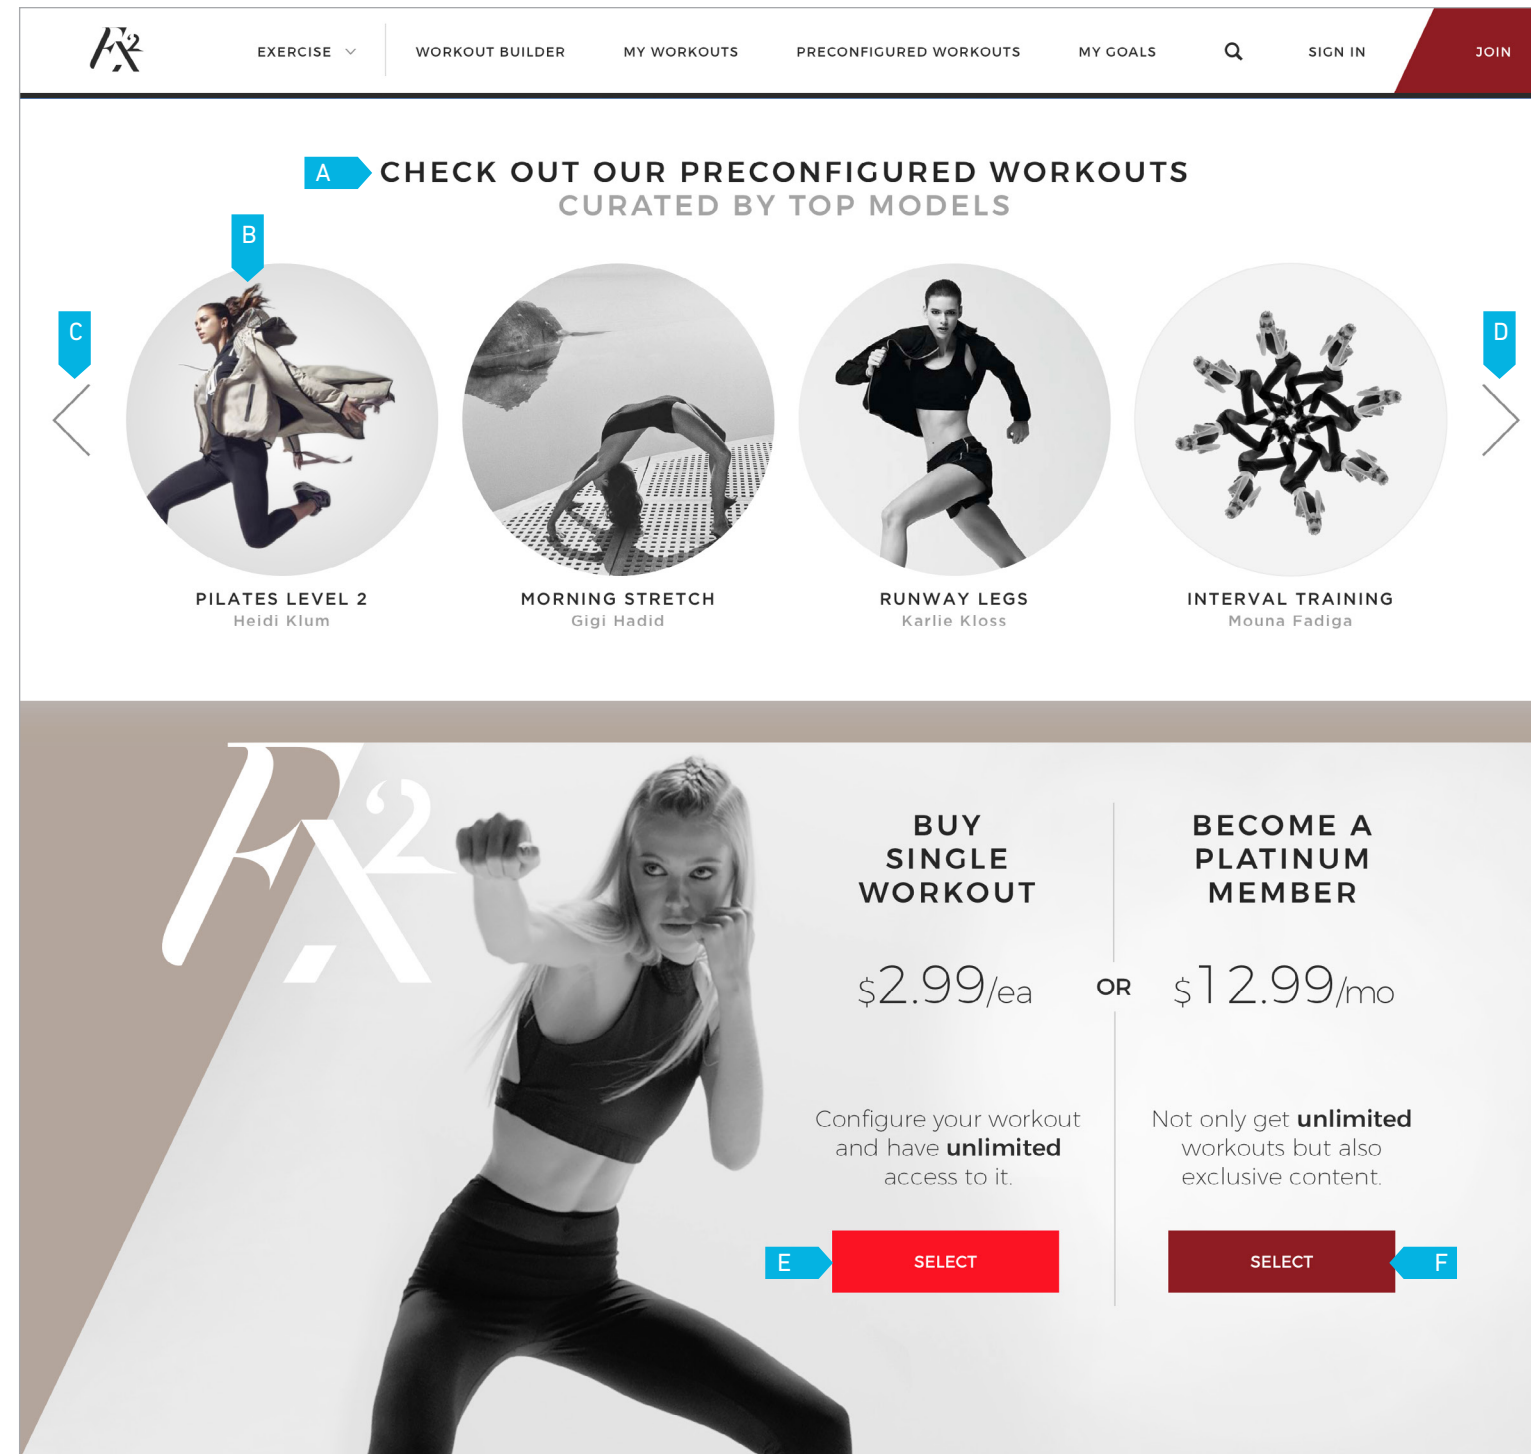 FX2
EXERCISE
WORKOUT BUILDER
MY WORKOUTS
PRECONFIGURED WORKOUTS
MY GOALS
SIGN IN
JOIN
A
CHECK OUT OUR PRECONFIGURED WORKOUTS
CURATED BY TOP MODELS
B
C
D
PILATES LEVEL 2
Heidi Klum
MORNING STRETCH
Gigi Hadid
RUNWAY LEGS
Karlie Kloss
INTERVAL TRAINING
Mouna Fadiga
FX2
BUY
SINGLE
WORKOUT
$2.99/ea
Configure your workout
and have unlimited
access to it.
E
SELECT
OR
BECOME A
PLATINUM
MEMBER
$12.99/mo
Not only get unlimited
workouts but also
exclusive content.
SELECT
F